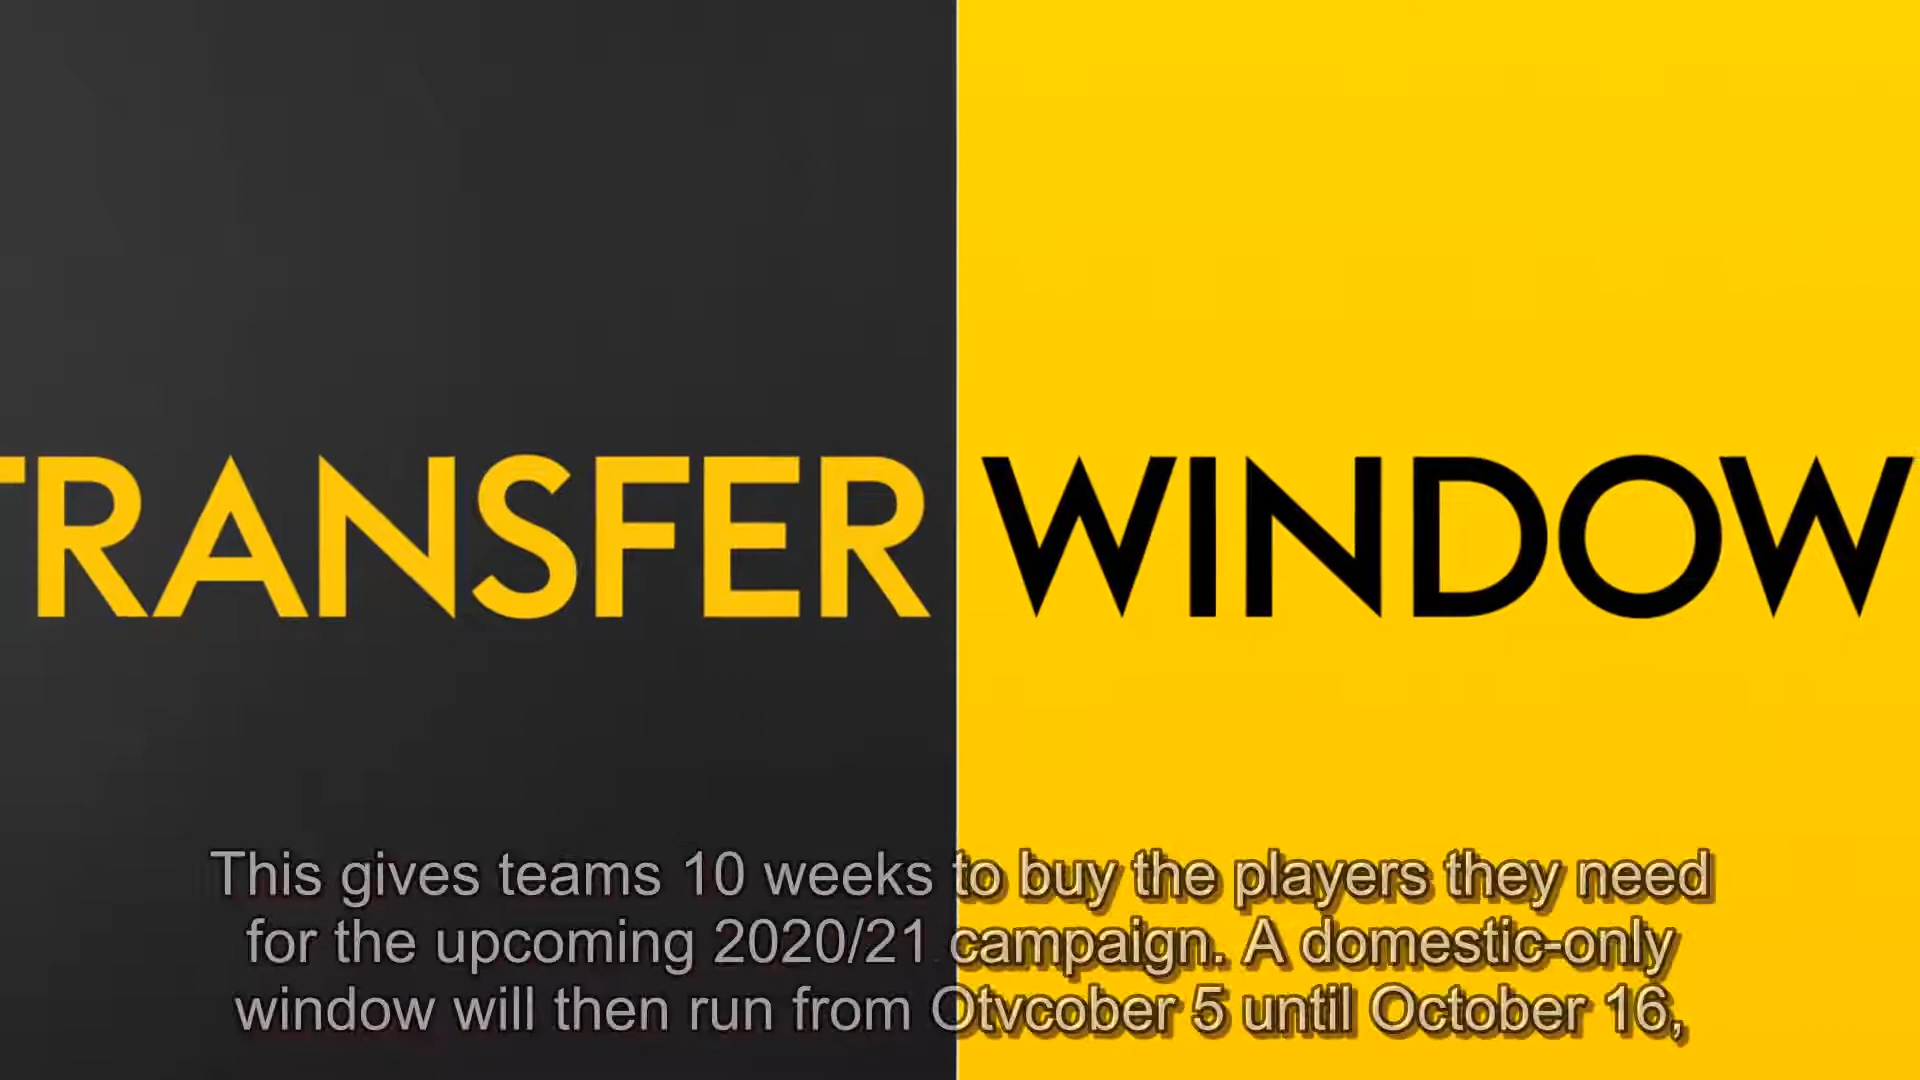 TRANSFER WINDOW
This gives teams 10 weeks to buy the players they need
for the upcoming 2020/21 campaign. A domestic-only
window will then run from Otvcober 5 until October 16,